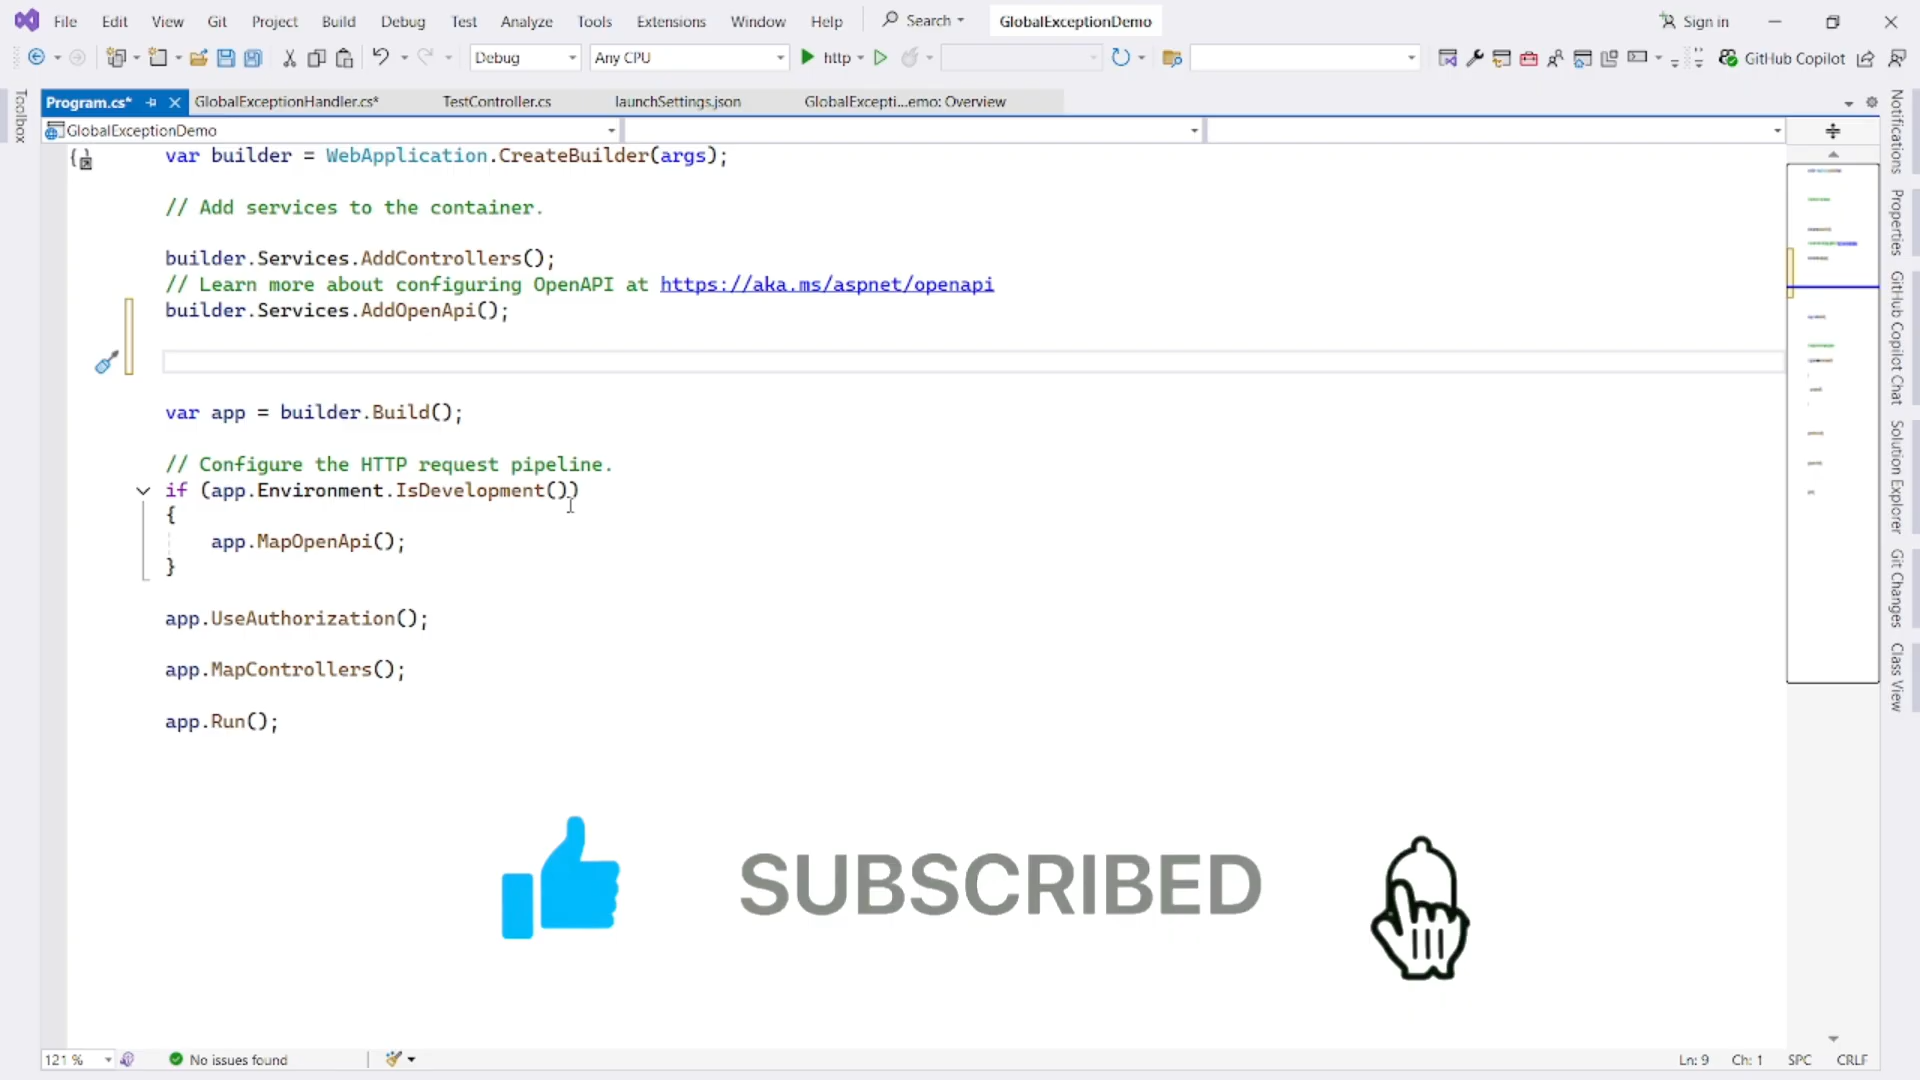 File Edit View Git Project Build Debug Test Analyze Tools Extensions Window Help Search GlobalExceptionDemo Sign in
Debug Any CPU http GitHub Copilot
Toolbox
Program.cs* GlobalExceptionHandler.cs* TestController.cs launchSettings.json GlobalExcepti...emo: Overview
GlobalExceptionDemo
var builder = WebApplication.CreateBuilder(args);
// Add services to the container.
builder.Services.AddControllers();
// Learn more about configuring OpenAPI at https://aka.ms/aspnet/openapi
builder.Services.AddOpenApi();
var app = builder.Build();
// Configure the HTTP request pipeline.
if (app.Environment.IsDevelopment())
{
app.MapOpenApi();
}
app.UseAuthorization();
app.MapControllers();
app.Run();
SUBSCRIBED
Notifications
Properties
GitHub Copilot Chat
Solution Explorer
Git Changes
Class View
121 % No issues found Ln: 9 Ch: 1 SPC CRLF